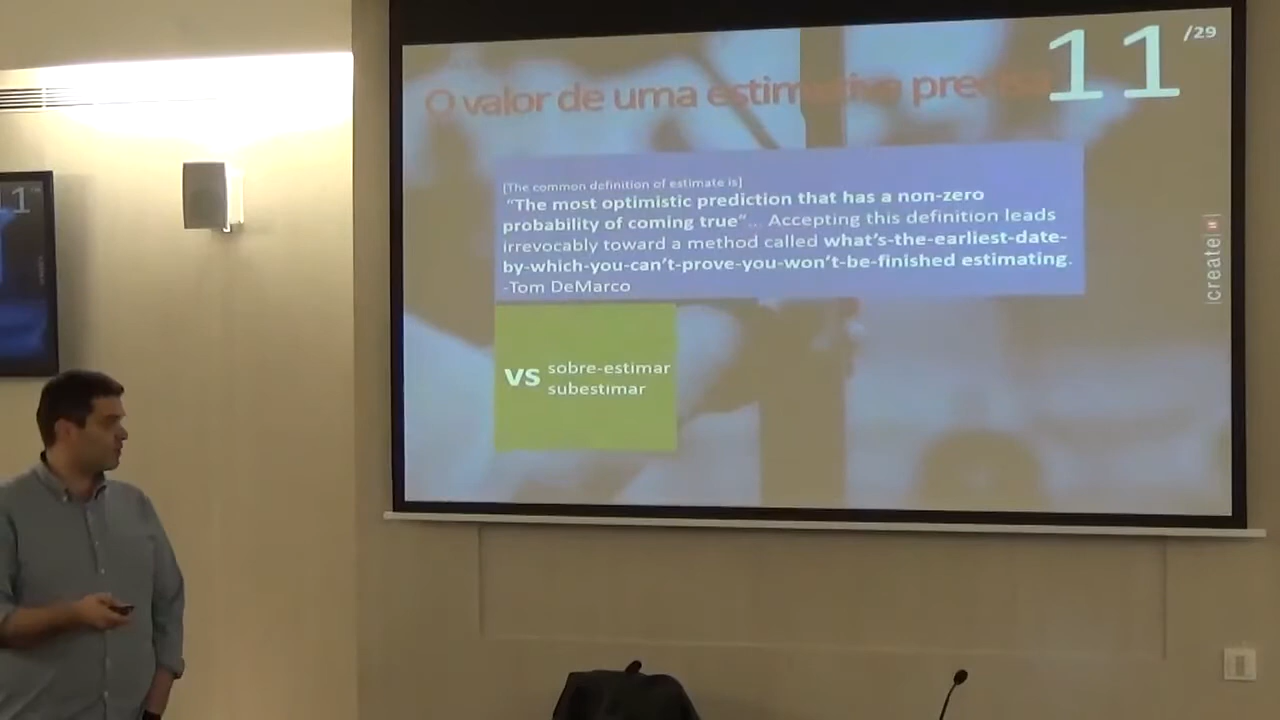 11
/29
O valor de uma estimativa precisa
[The common definition of estimate is]
"The most optimistic prediction that has a non-zero
probability of coming true"... Accepting this definition leads
irrevocably toward a method called what's-the-earliest-date-
by-which-you-can't-prove-you-won't-be-finished estimating.
-Tom DeMarco
vs
sobre-estimar
subestimar
create